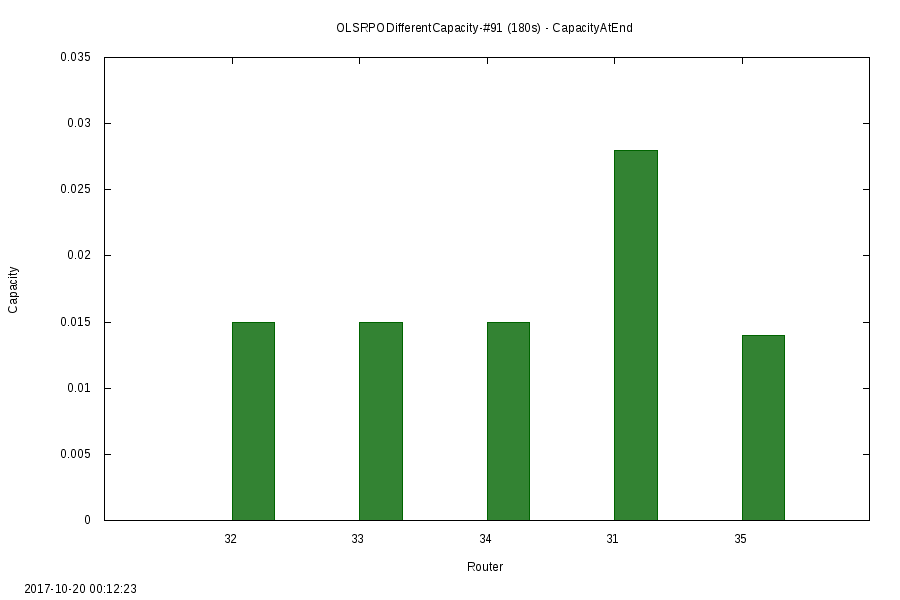 OLSRPODifferentCapacity-#91 (180s) - CapacityAtEnd
0.035
0.03
0.025
0.02
0.015
0.01
0.005
0
Capacity
32 33 34 31 35
Router
2017-10-20 00:12:23